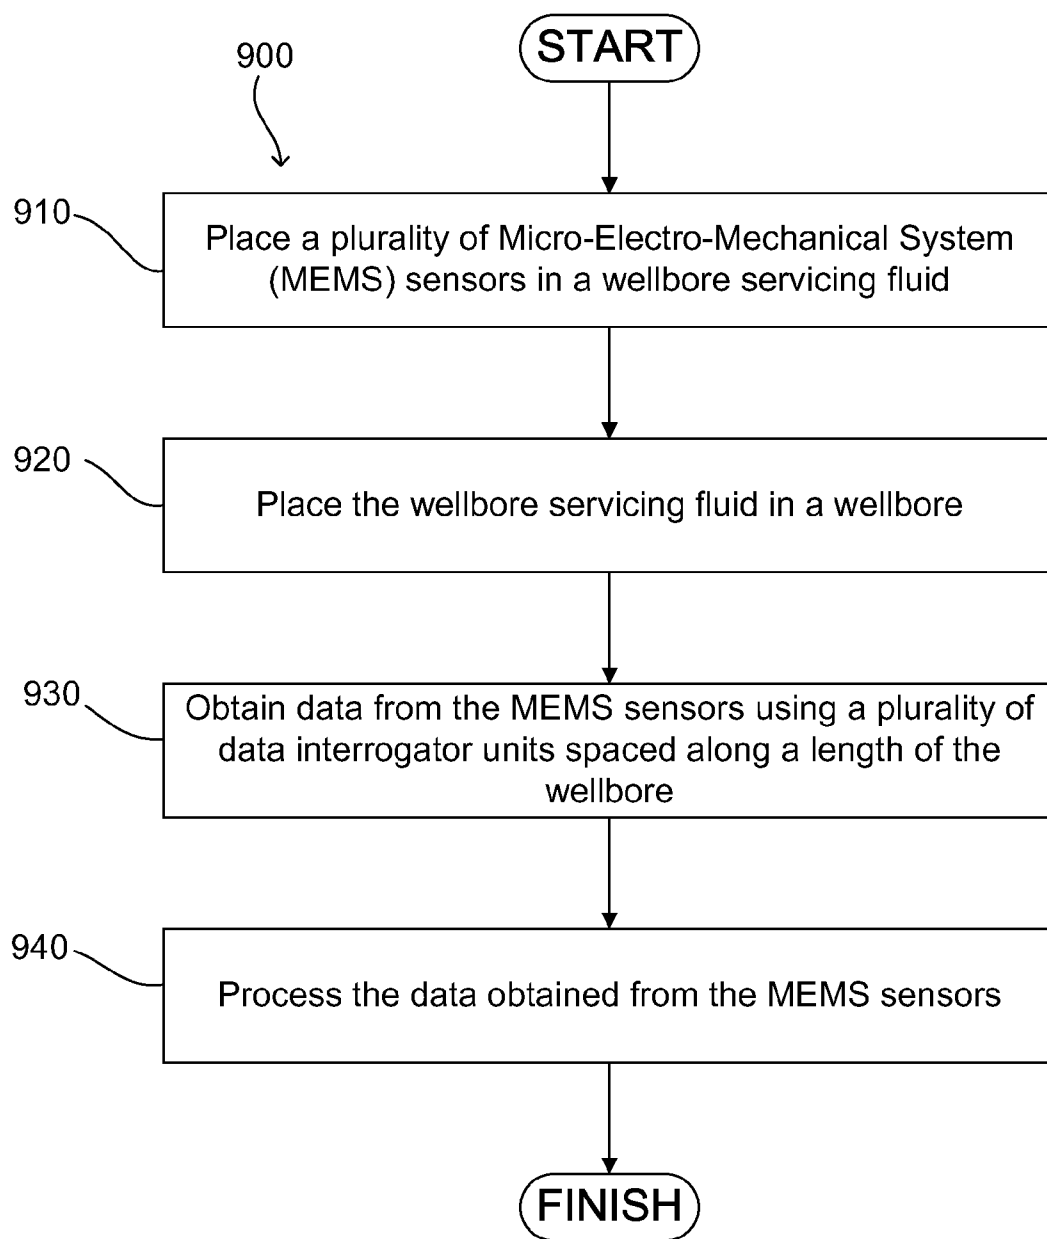 START
900
910
Place a plurality of Micro-Electro-Mechanical System
(MEMS) sensors in a wellbore servicing fluid
920
Place the wellbore servicing fluid in a wellbore
930
Obtain data from the MEMS sensors using a plurality of
data interrogator units spaced along a length of the
wellbore
940
Process the data obtained from the MEMS sensors
FINISH